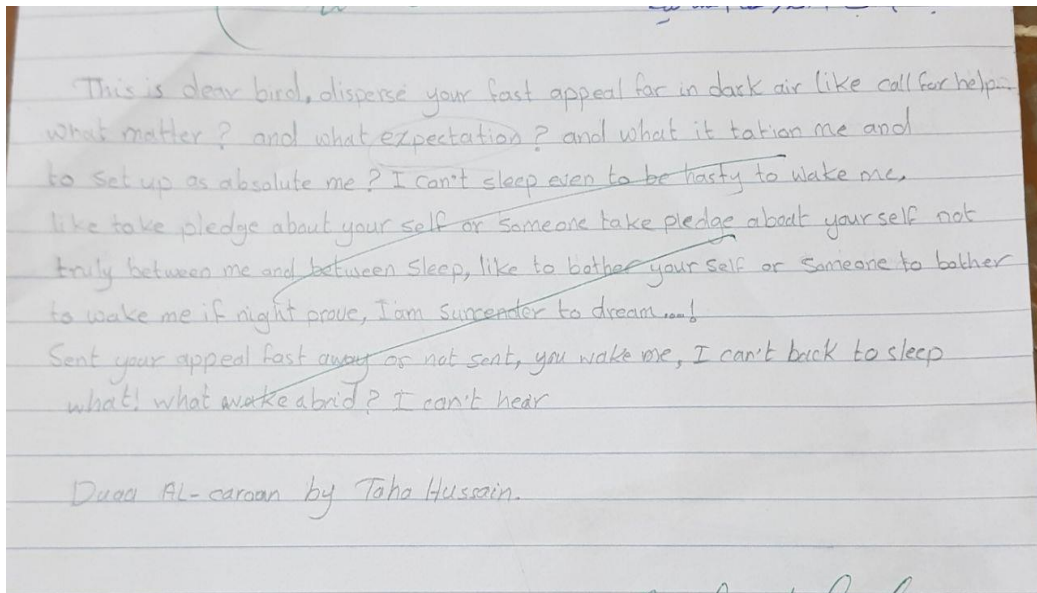 This is dear bird, disperse your fast appeal far in dark air like call for help...
what matter? and what expectation? and what it tation me and
to set up as absolute me? I can't sleep even to be hasty to wake me,
like take pledge about your self or someone take pledge about yourself not
truly between me and between sleep, like to bother your self or someone to bother
to wake me if night prove, I am surrender to dream....!
Sent your appeal fast away or not sent, you wake me, I can't back to sleep
what! what awake a brid? I can't hear
Duaa AL-caroan by Taha Hussain.